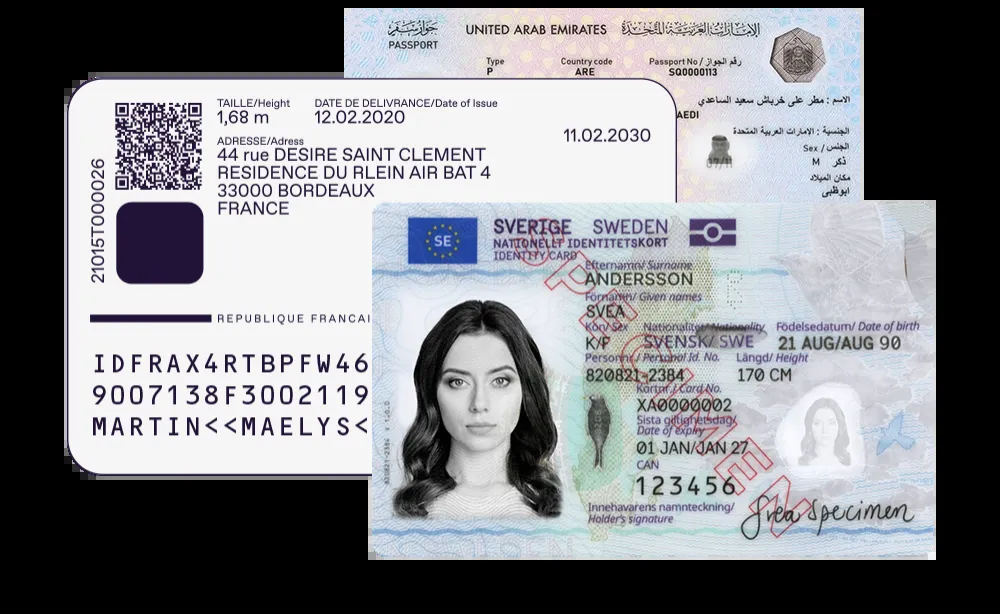 جواز سفر
PASSPORT
UNITED ARAB EMIRATES
الإمارات العربية المتحدة
Type
P
Country code
ARE
Passport No / رقم الجواز
SQ0000113
الاسم : مطر على خرباش سعيد الساعدي
AEDI
الجنسية : الامارات العربية المتحدة
Sex / الجنس
M ذكر
مكان الميلاد
ابوظبي
07/11
TAILLE/Height
1,68 m
DATE DE DELIVRANCE/Date of Issue
12.02.2020
11.02.2030
ADRESSE/Adress
44 rue DESIRE SAINT CLEMENT
RESIDENCE DU RLEIN AIR BAT 4
33000 BORDEAUX
FRANCE
21015T000026
REPUBLIQUE FRANCAI
IDFRAX4RTBPFW46
9007138F3002119
MARTIN<<MAELYS<
SE
SVERIGE SWEDEN
NATIONELLT IDENTITETSKORT
IDENTITY CARD
Efternamn/ Surname
ANDERSSON
Förnamn/ Given names
SVEA
Kön/ Sex
K/F
Nationalitet/ Nationality
SVENSK/ SWE
Födelsedatum/ Date of birth
21 AUG/AUG 90
Personnr./ Personal Id. No.
820821-2384
Längd/ Height
170 CM
Kortnr./ Card No.
XA0000002
Sista giltighetsdag/
Date of expiry
01 JAN/JAN 27
CAN
123456
Innehavarens namnteckning/
Holder's signature
Svea Specimen
SPECIMEN